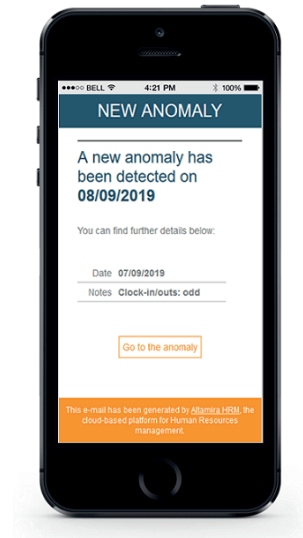 ●●●○○ BELL 4:21 PM 100%
NEW ANOMALY
A new anomaly has
been detected on
08/09/2019
You can find further details below:
Date 07/09/2019
Notes Clock-in/outs: odd
Go to the anomaly
This e-mail has been generated by Altamira HRM, the
cloud-based platform for Human Resources
management.